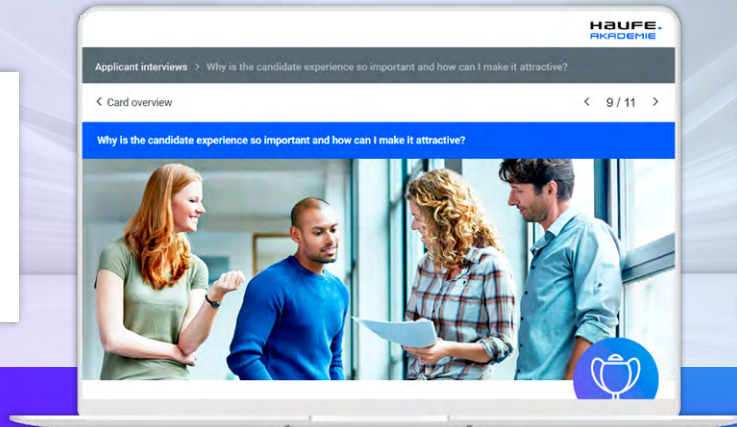 HAUFE.
AKADEMIE
Applicant interviews > Why is the candidate experience so important and how can I make it attractive?
< Card overview
< 9 / 11 >
Why is the candidate experience so important and how can I make it attractive?